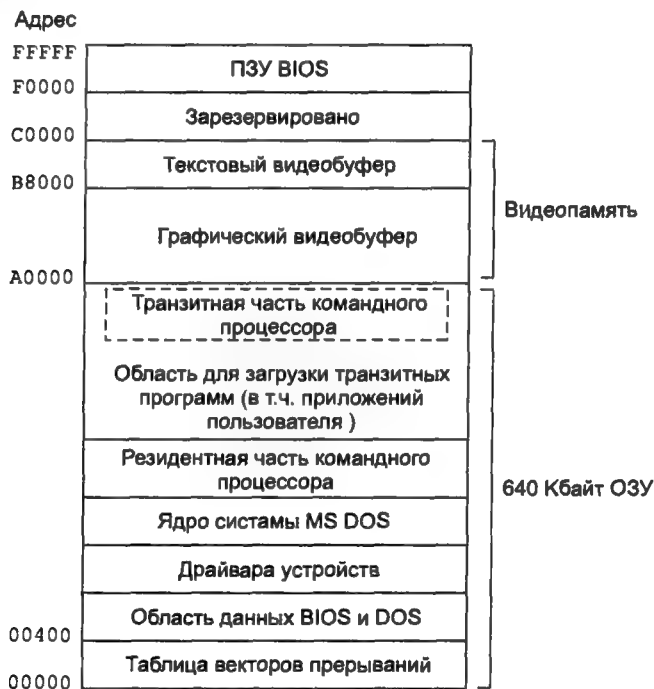 Адрес
FFFFF
ПЗУ BIOS
F0000
Зарезервировано
C0000
Текстовый видеобуфер
B8000
Видеопамять
Графический видеобуфер
A0000
Транзитная часть командного
процессора
Область для загрузки транзитных
программ (в т.ч. приложений
пользователя )
Резидентная часть командного
процессора
640 Кбайт ОЗУ
Ядро систамы MS DOS
Драйвара устройств
Область данных BIOS и DOS
00400
Таблица векторов прерываний
00000